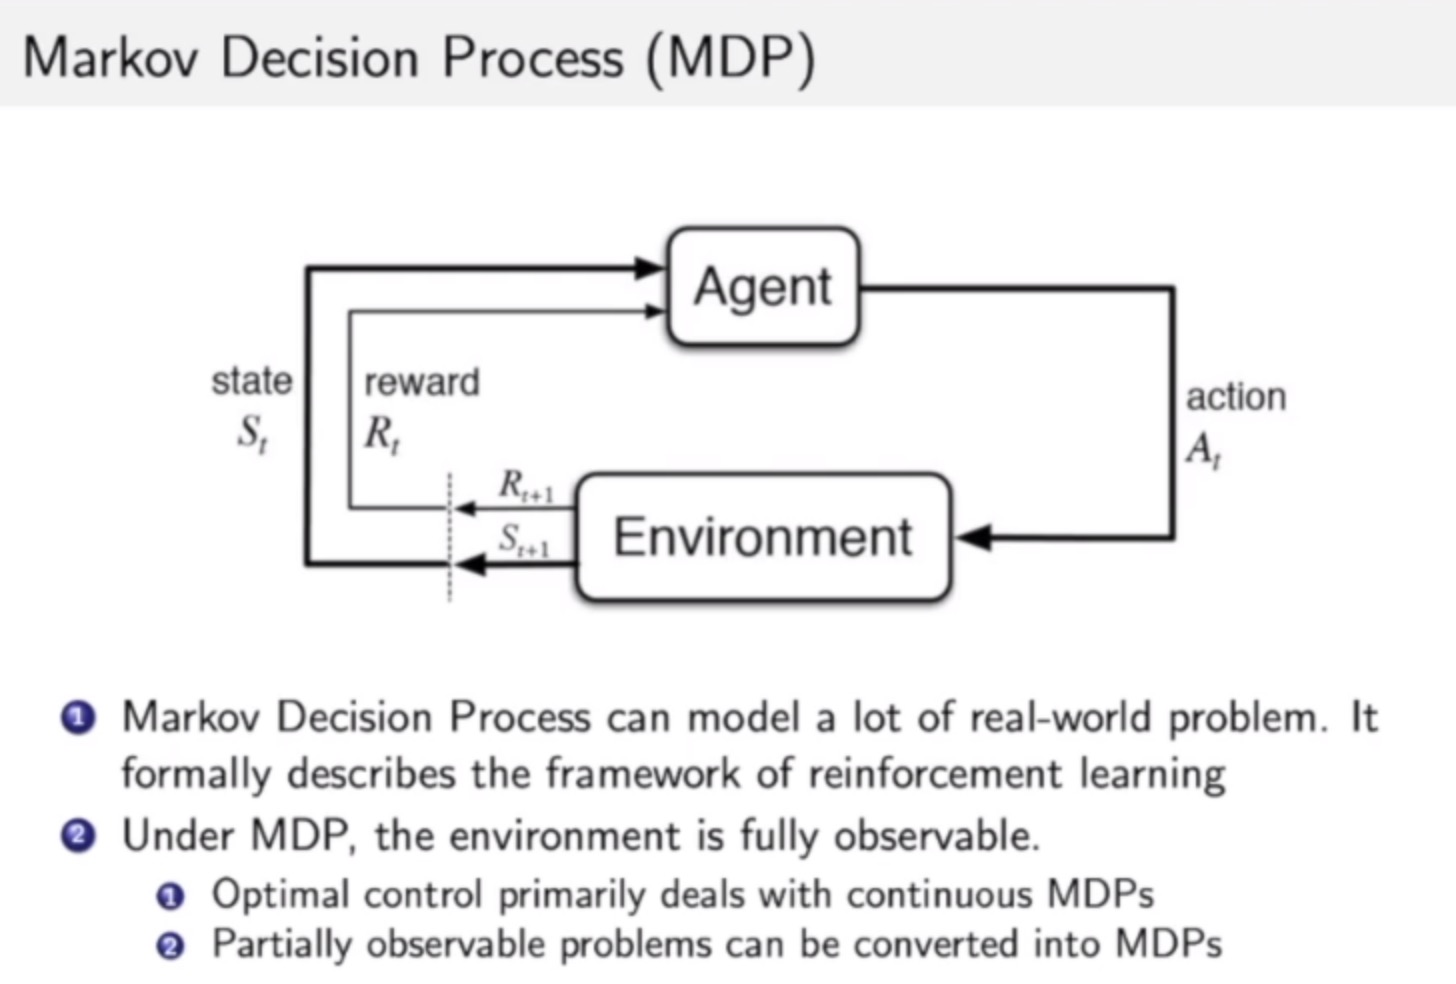 Markov Decision Process (MDP)
Agent
state
reward
action
S_t
R_t
A_t
R_{t+1}
S_{t+1}
Environment
1 Markov Decision Process can model a lot of real-world problem. It
formally describes the framework of reinforcement learning
2 Under MDP, the environment is fully observable.
1 Optimal control primarily deals with continuous MDPs
2 Partially observable problems can be converted into MDPs